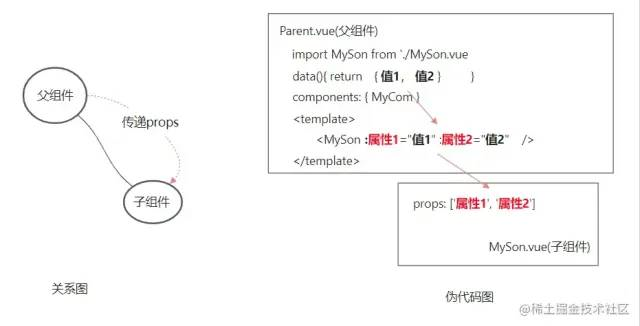 父组件
传递props
子组件
关系图
Parent.vue(父组件)
import MySon from './MySon.vue
data(){ return { 值1， 值2 } }
components: { MyCom }
<template>
<MySon :属性1="值1" :属性2="值2" />
</template>
props: ['属性1', '属性2']
MySon.vue(子组件)
伪代码图
@稀土掘金技术社区